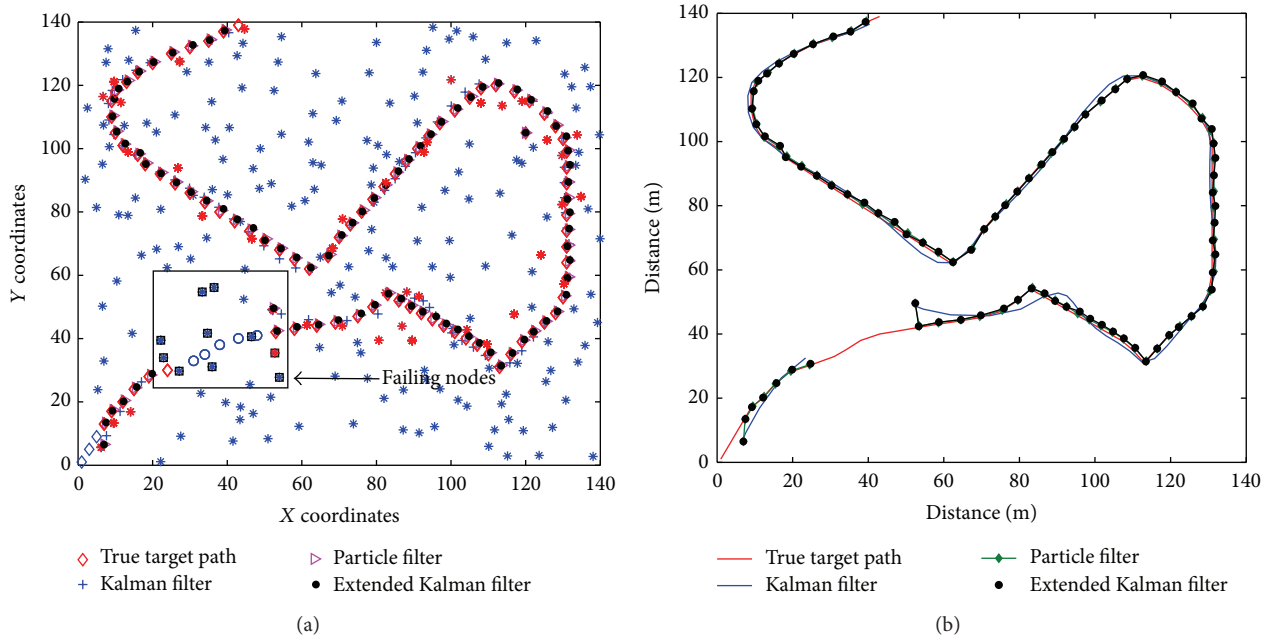 140
120
100
80
60
40
20
0
Y coordinates
Failing nodes
0 20 40 60 80 100 120 140
X coordinates
True target path
Particle filter
Kalman filter
Extended Kalman filter
(a)
140
120
100
80
60
40
20
0
Distance (m)
0 20 40 60 80 100 120 140
Distance (m)
True target path
Particle filter
Kalman filter
Extended Kalman filter
(b)